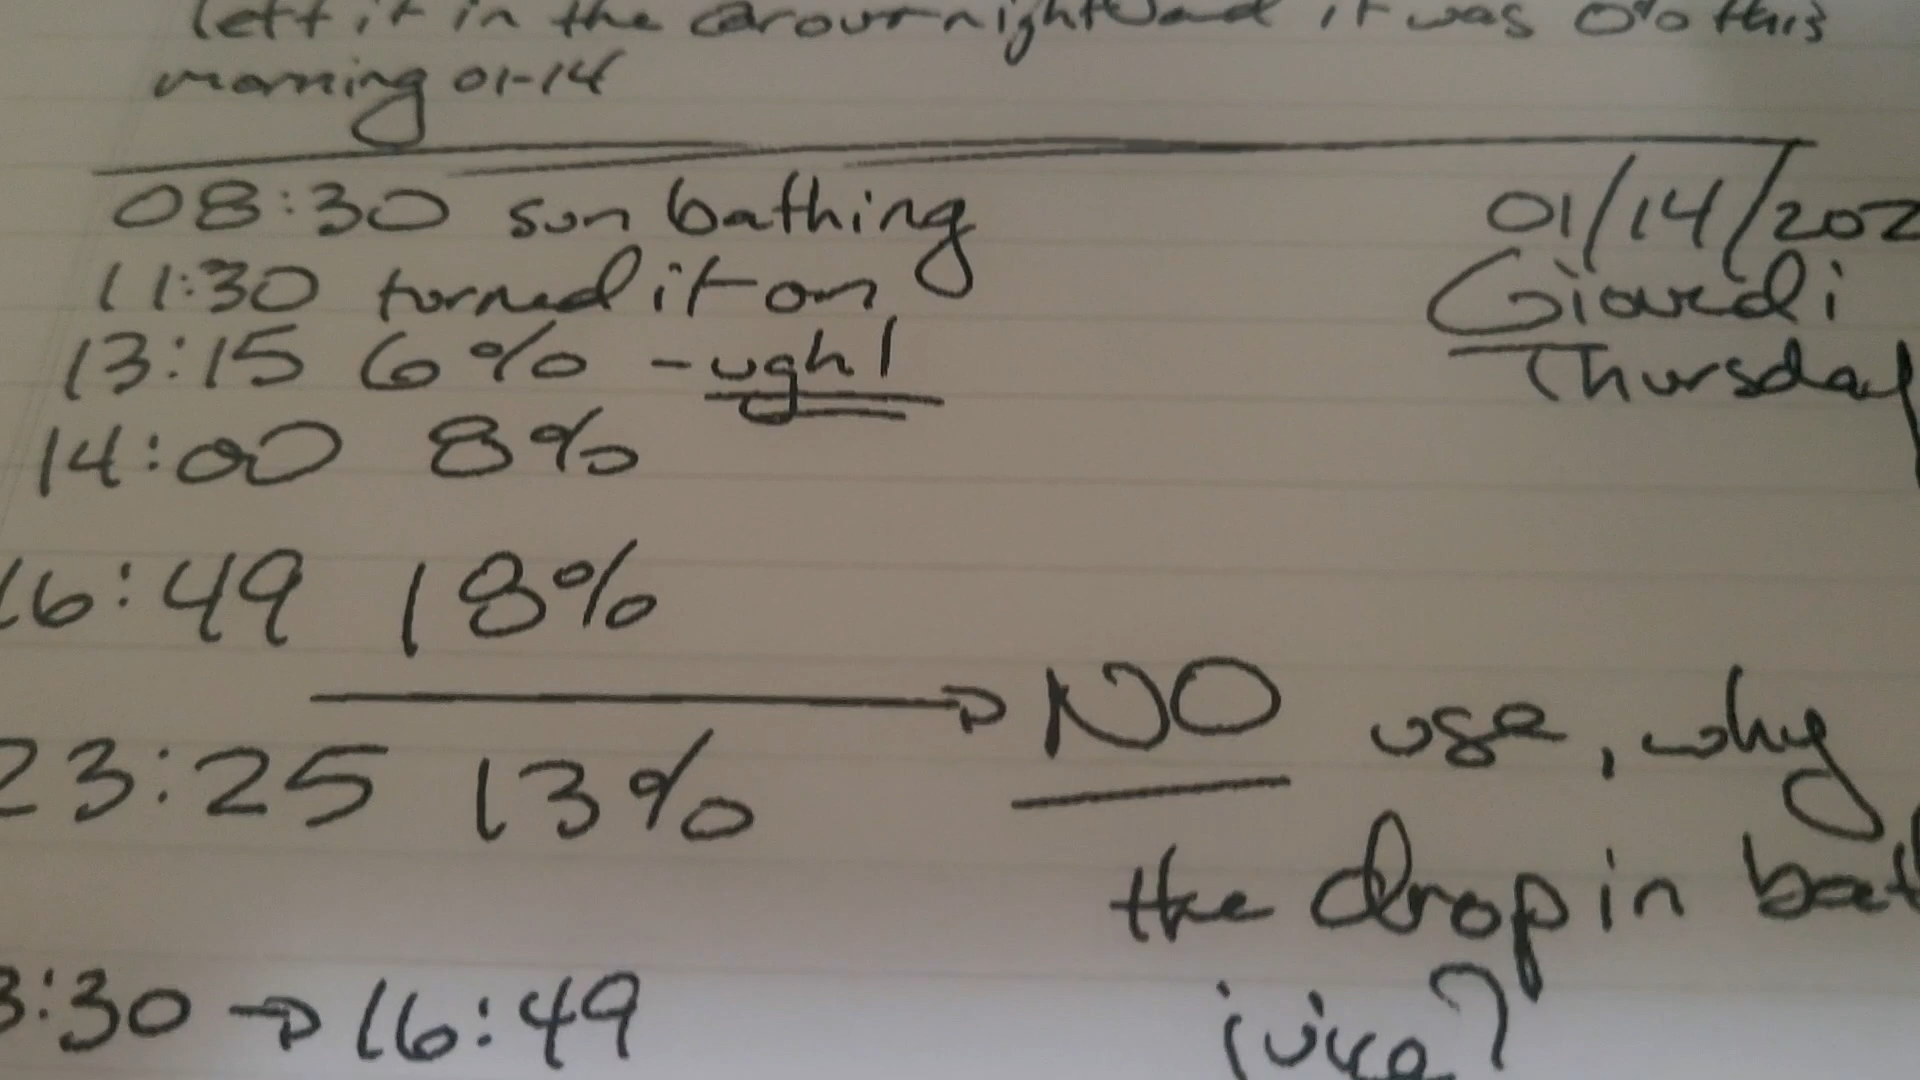 left it in the car overnight and it was 0% this
morning 01-14
08:30 sun bathing
01/14/202
11:30 turned it on
Giovedi
13:15 6% - ugh!
Thursday
14:00 8%
16:49 18%
→ NO use, why
23:25 13%
the drop in bat
juice?
3:30 → 16:49